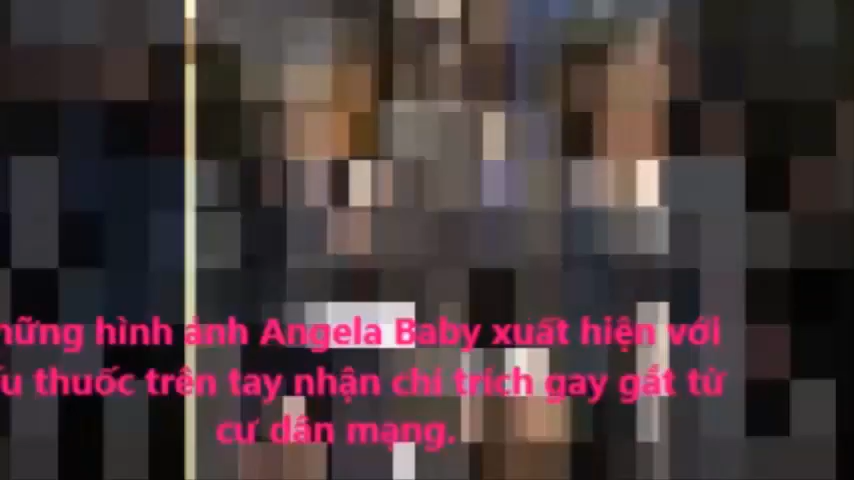 hững hình ảnh Angela Baby xuất hiện với
ếu thuốc trên tay nhận chỉ trích gay gắt từ
cư dân mạng.